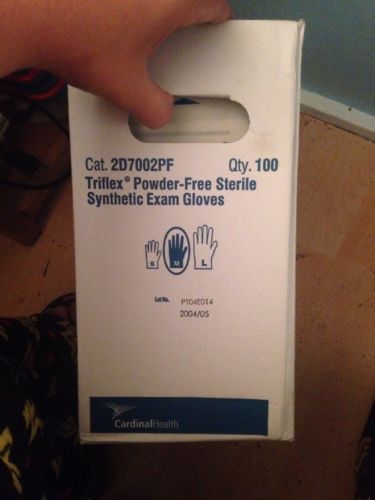 Cat. 2D7002PF Qty. 100
Triflex® Powder-Free Sterile
Synthetic Exam Gloves
S M L
Lot No. P104E014
2004/05
CardinalHealth